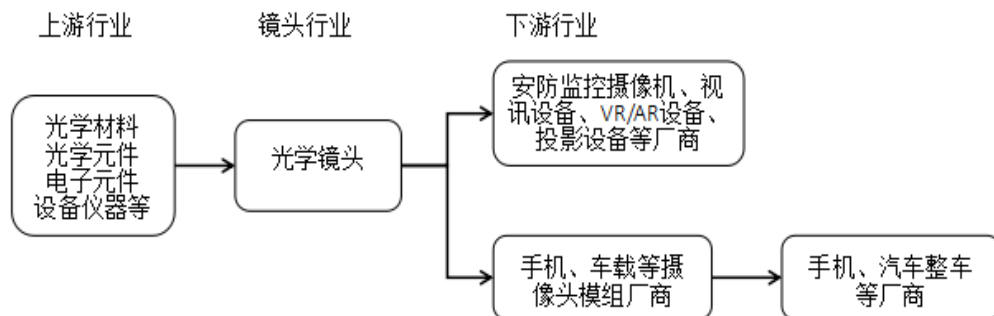 上游行业
镜头行业
下游行业
光学材料
光学元件
电子元件
设备仪器等
光学镜头
安防监控摄像机、视
讯设备、VR/AR设备、
投影设备等厂商
手机、车载等摄
像头模组厂商
手机、汽车整车
等厂商